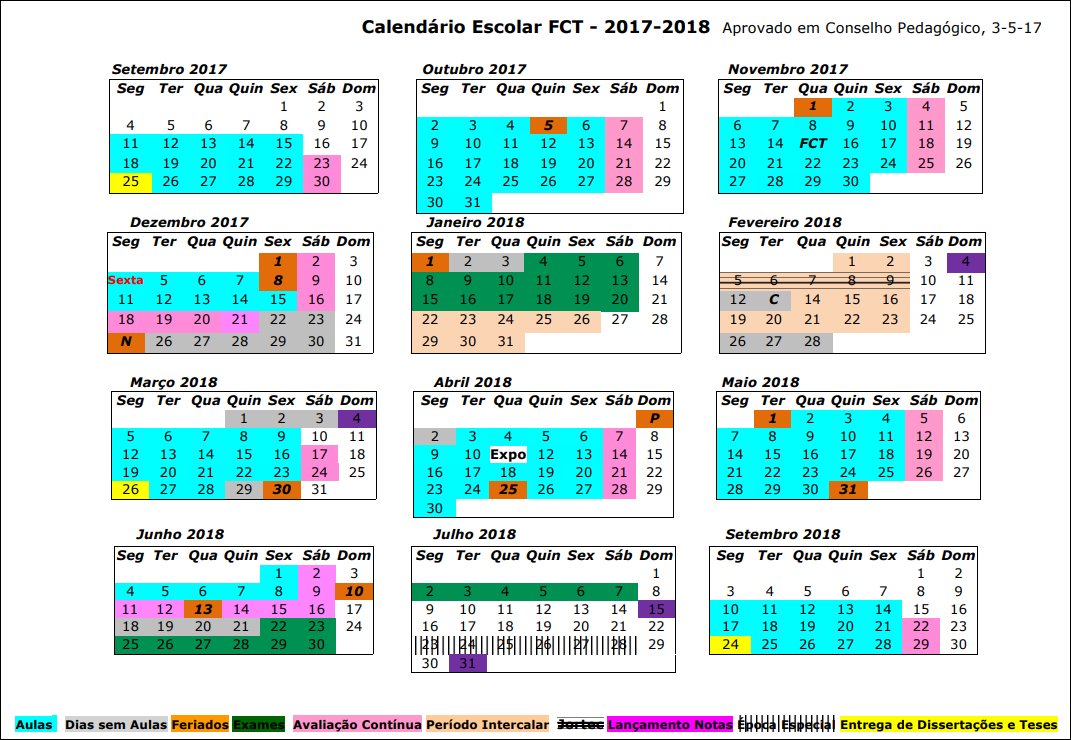 Calendário Escolar FCT - 2017-2018 Aprovado em Conselho Pedagógico, 3-5-17
Setembro 2017
Seg Ter Qua Quin Sex Sáb Dom
1 2 3
4 5 6 7 8 9 10
11 12 13 14 15 16 17
18 19 20 21 22 23 24
25 26 27 28 29 30
Outubro 2017
Seg Ter Qua Quin Sex Sáb Dom
1
2 3 4 5 6 7 8
9 10 11 12 13 14 15
16 17 18 19 20 21 22
23 24 25 26 27 28 29
30 31
Novembro 2017
Seg Ter Qua Quin Sex Sáb Dom
1 2 3 4 5
6 7 8 9 10 11 12
13 14 FCT 16 17 18 19
20 21 22 23 24 25 26
27 28 29 30
Dezembro 2017
Seg Ter Qua Quin Sex Sáb Dom
1 2 3
Sexta 5 6 7 8 9 10
11 12 13 14 15 16 17
18 19 20 21 22 23 24
N 26 27 28 29 30 31
Janeiro 2018
Seg Ter Qua Quin Sex Sáb Dom
1 2 3 4 5 6 7
8 9 10 11 12 13 14
15 16 17 18 19 20 21
22 23 24 25 26 27 28
29 30 31
Fevereiro 2018
Seg Ter Qua Quin Sex Sáb Dom
1 2 3 4
5 6 7 8 9 10 11
12 C 14 15 16 17 18
19 20 21 22 23 24 25
26 27 28
Março 2018
Seg Ter Qua Quin Sex Sáb Dom
1 2 3 4
5 6 7 8 9 10 11
12 13 14 15 16 17 18
19 20 21 22 23 24 25
26 27 28 29 30 31
Abril 2018
Seg Ter Qua Quin Sex Sáb Dom
P
2 3 4 5 6 7 8
9 10 Expo 12 13 14 15
16 17 18 19 20 21 22
23 24 25 26 27 28 29
30
Maio 2018
Seg Ter Qua Quin Sex Sáb Dom
1 2 3 4 5 6
7 8 9 10 11 12 13
14 15 16 17 18 19 20
21 22 23 24 25 26 27
28 29 30 31
Junho 2018
Seg Ter Qua Quin Sex Sáb Dom
1 2 3
4 5 6 7 8 9 10
11 12 13 14 15 16 17
18 19 20 21 22 23 24
25 26 27 28 29 30
Julho 2018
Seg Ter Qua Quin Sex Sáb Dom
1
2 3 4 5 6 7 8
9 10 11 12 13 14 15
16 17 18 19 20 21 22
23 24 25 26 27 28 29
30 31
Setembro 2018
Seg Ter Qua Quin Sex Sáb Dom
1 2
3 4 5 6 7 8 9
10 11 12 13 14 15 16
17 18 19 20 21 22 23
24 25 26 27 28 29 30
Aulas Dias sem Aulas Feriados Exames Avaliação Contínua Período Intercalar Jortec Lançamento Notas Época Especial Entrega de Dissertações e Teses